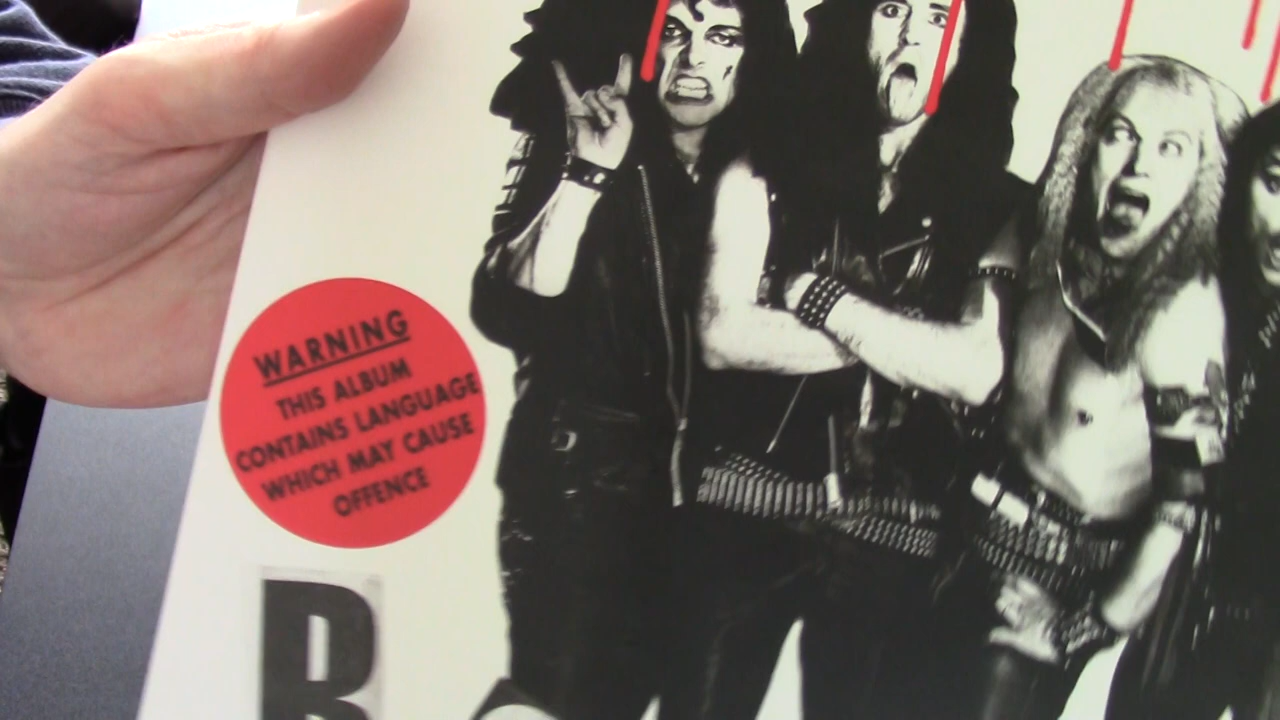 WARNING
THIS ALBUM
CONTAINS LANGUAGE
WHICH MAY CAUSE
OFFENCE
B